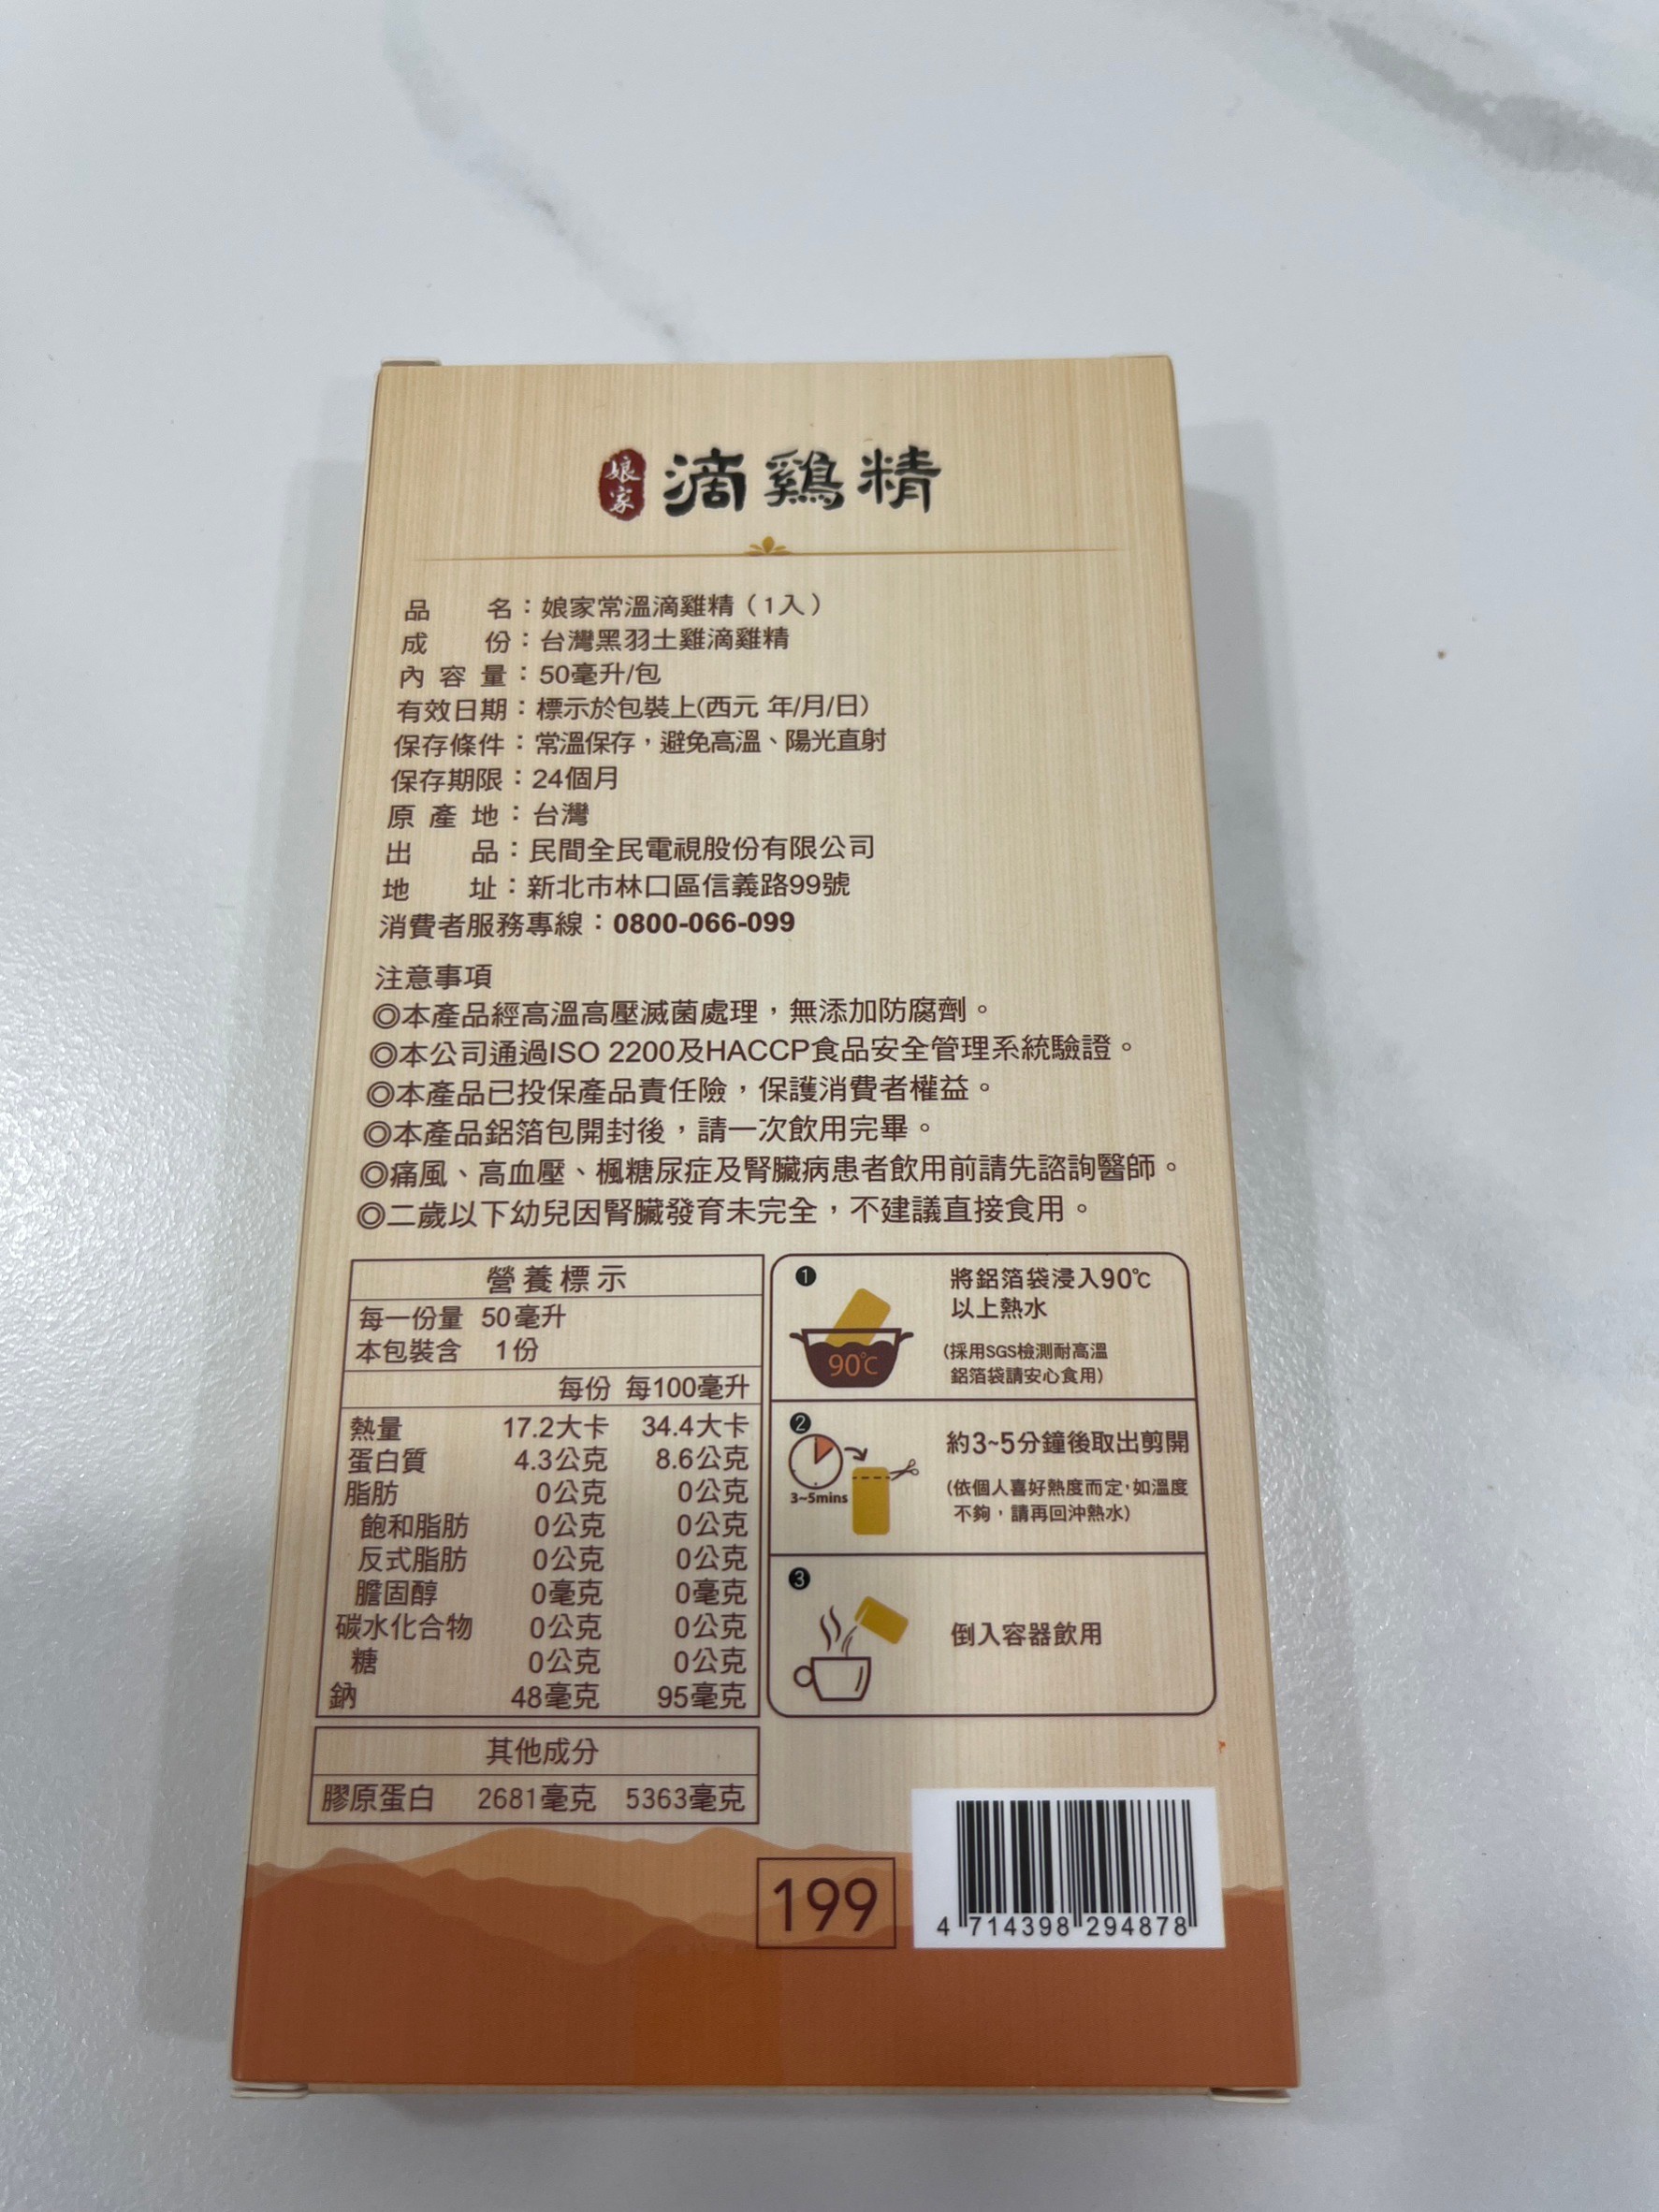 娘家 滴鷄精
品名：娘家常溫滴雞精（1入）
成份：台灣黑羽土雞滴雞精
內容量：50毫升/包
有效日期：標示於包裝上(西元 年/月/日)
保存條件：常溫保存，避免高溫、陽光直射
保存期限：24個月
原產地：台灣
出品：民間全民電視股份有限公司
地址：新北市林口區信義路99號
消費者服務專線：0800-066-099
注意事項
◎本產品經高溫高壓滅菌處理，無添加防腐劑。
◎本公司通過ISO 2200及HACCP食品安全管理系統驗證。
◎本產品已投保產品責任險，保護消費者權益。
◎本產品鋁箔包開封後，請一次飲用完畢。
◎痛風、高血壓、楓糖尿症及腎臟病患者飲用前請先諮詢醫師。
◎二歲以下幼兒因腎臟發育未完全，不建議直接食用。
營養標示
每一份量 50毫升
本包裝含 1份
每份 每100毫升
熱量 17.2大卡 34.4大卡
蛋白質 4.3公克 8.6公克
脂肪 0公克 0公克
飽和脂肪 0公克 0公克
反式脂肪 0公克 0公克
膽固醇 0毫克 0毫克
碳水化合物 0公克 0公克
糖 0公克 0公克
鈉 48毫克 95毫克
其他成分
膠原蛋白 2681毫克 5363毫克
1
90℃
將鋁箔袋浸入90℃
以上熱水
(採用SGS檢測耐高溫
鋁箔袋請安心食用)
2
3~5mins
約3~5分鐘後取出剪開
(依個人喜好熱度而定，如溫度
不夠，請再回沖熱水)
3
倒入容器飲用
199
4 714398 294878